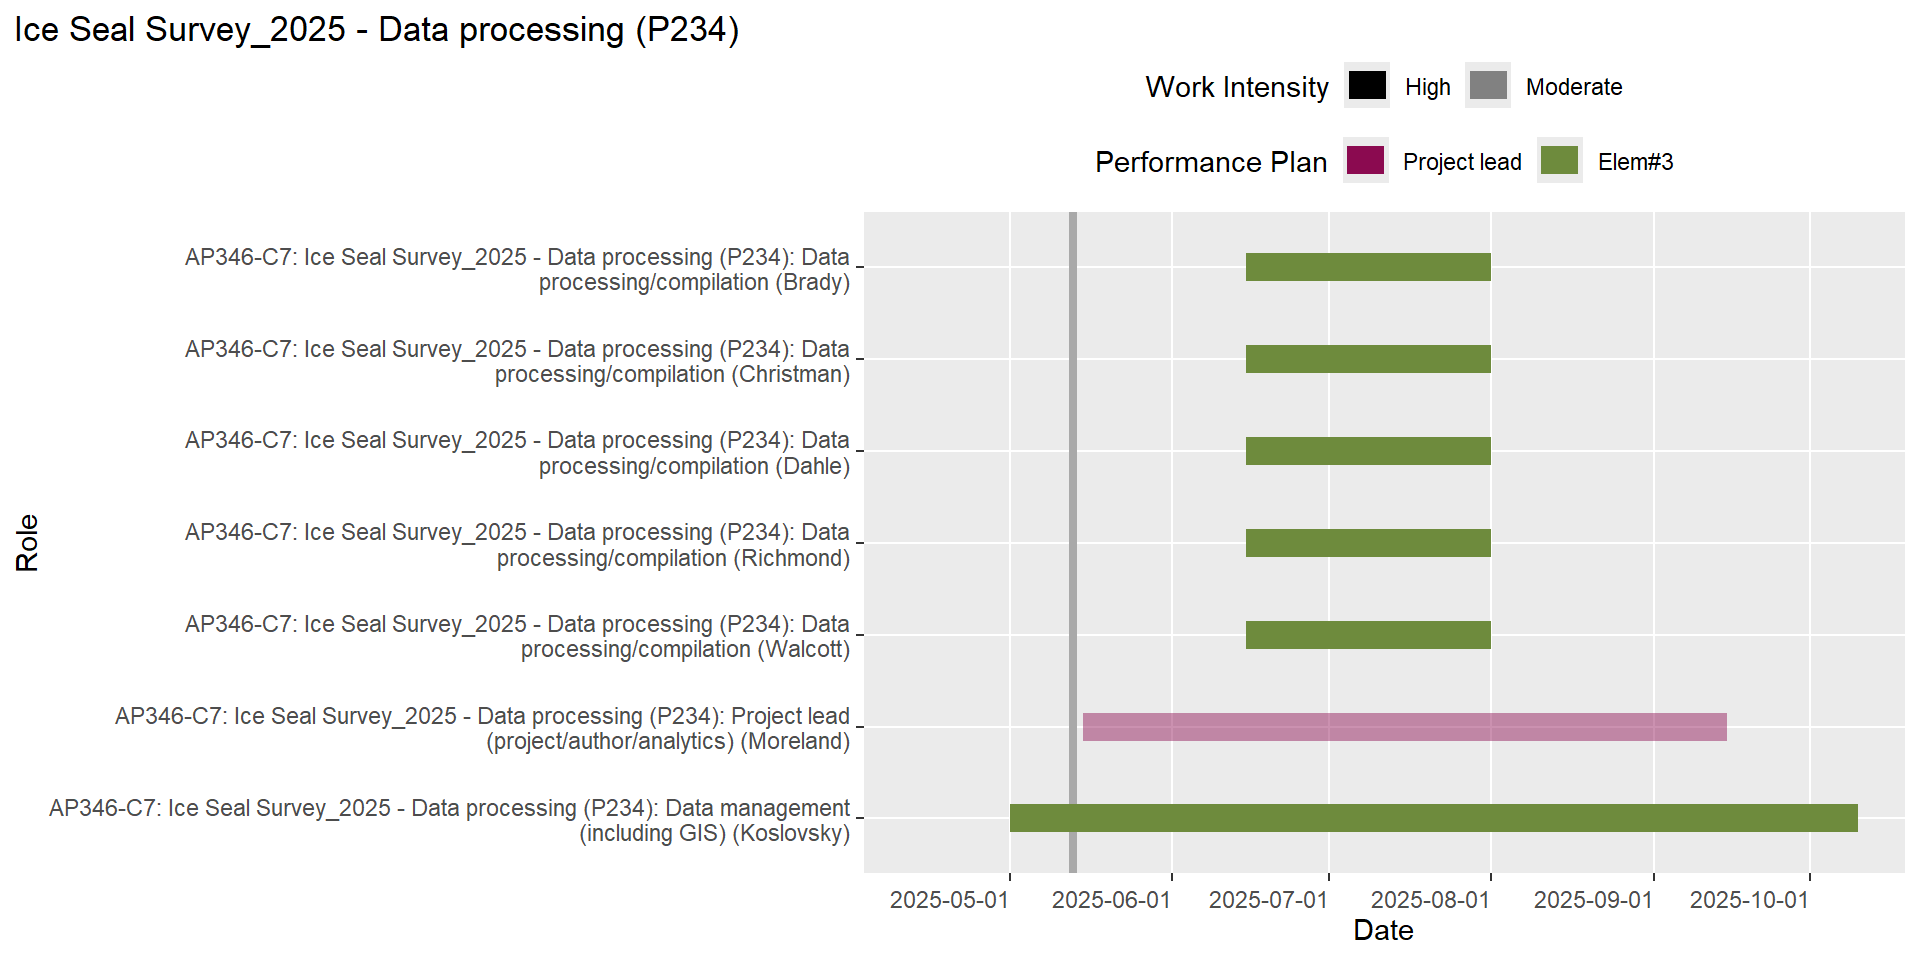 Ice Seal Survey_2025 - Data processing (P234)
Work Intensity High Moderate
Performance Plan Project lead Elem#3
AP346-C7: Ice Seal Survey_2025 - Data processing (P234): Data
processing/compilation (Brady)
AP346-C7: Ice Seal Survey_2025 - Data processing (P234): Data
processing/compilation (Christman)
AP346-C7: Ice Seal Survey_2025 - Data processing (P234): Data
processing/compilation (Dahle)
AP346-C7: Ice Seal Survey_2025 - Data processing (P234): Data
processing/compilation (Richmond)
AP346-C7: Ice Seal Survey_2025 - Data processing (P234): Data
processing/compilation (Walcott)
AP346-C7: Ice Seal Survey_2025 - Data processing (P234): Project lead
(project/author/analytics) (Moreland)
AP346-C7: Ice Seal Survey_2025 - Data processing (P234): Data management
(including GIS) (Koslovsky)
Role
2025-05-01 2025-06-01 2025-07-01 2025-08-01 2025-09-01 2025-10-01
Date